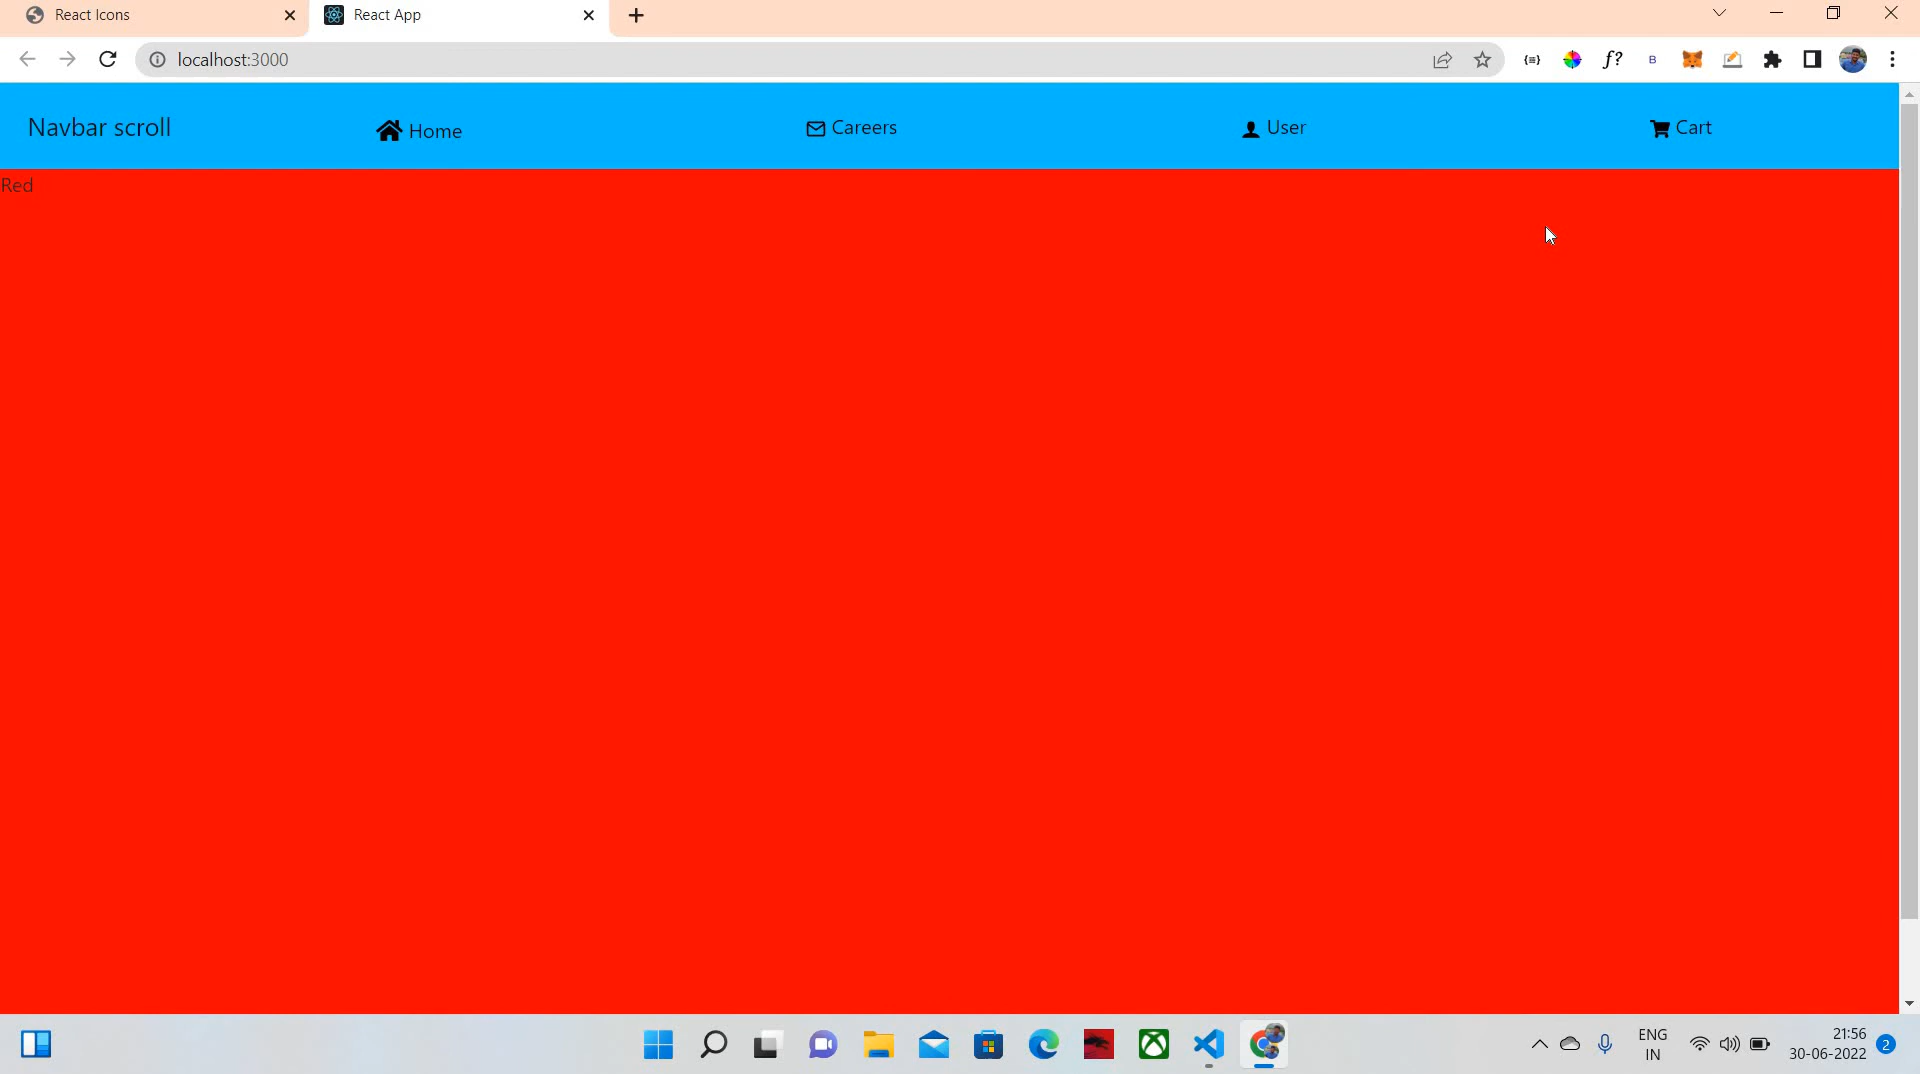 React Icons
React App
localhost:3000
f?
B
Navbar scroll
Home
Careers
User
Cart
Red
ENG
IN
21:56
30-06-2022
2